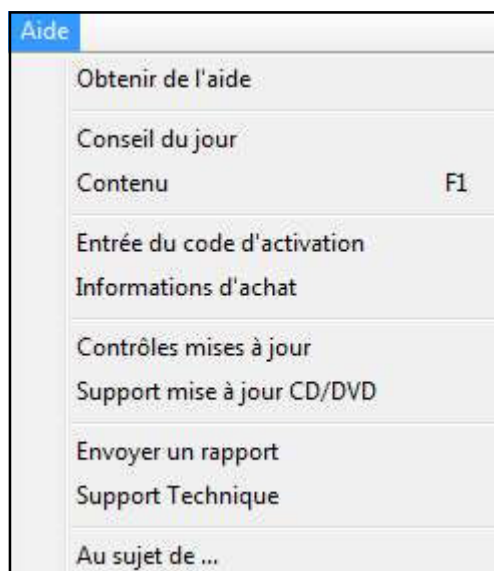 Aide
Obtenir de l'aide
Conseil du jour
Contenu F1
Entrée du code d'activation
Informations d'achat
Contrôles mises à jour
Support mise à jour CD/DVD
Envoyer un rapport
Support Technique
Au sujet de ...